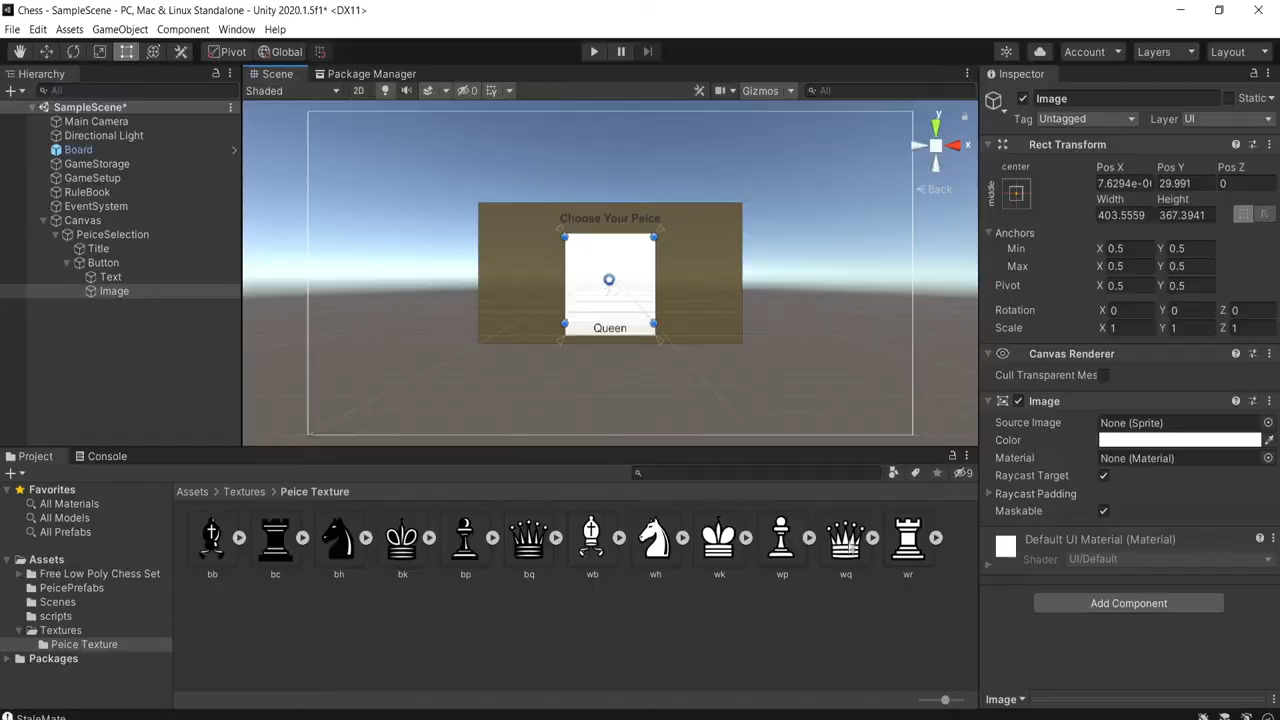 Chess - SampleScene - PC, Mac & Linux Standalone - Unity 2020.1.5f1* <DX11>
File Edit Assets GameObject Component Window Help
Pivot Global Account Layers Layout
Hierarchy
All
SampleScene*
Main Camera
Directional Light
Board
GameStorage
GameSetup
RuleBook
EventSystem
Canvas
PeiceSelection
Title
Button
Text
Image
Scene Package Manager
Shaded 2D 0 Gizmos All
y
x
Back
Choose Your Peice
Queen
Inspector
Image Static
Tag Untagged Layer UI
Rect Transform
center
middle
Pos X Pos Y Pos Z
7.6294e-0 29.991 0
Width Height
403.5559 367.3941 R
Anchors
Min X 0.5 Y 0.5
Max X 0.5 Y 0.5
Pivot X 0.5 Y 0.5
Rotation X 0 Y 0 Z 0
Scale X 1 Y 1 Z 1
Canvas Renderer
Cull Transparent Mes
Image
Source Image None (Sprite)
Color
Material None (Material)
Raycast Target
Raycast Padding
Maskable
Default UI Material (Material)
Shader UI/Default
Add Component
Image
Project Console
9
Favorites
All Materials
All Models
All Prefabs
Assets
Free Low Poly Chess Set
PeicePrefabs
Scenes
scripts
Textures
Peice Texture
Packages
Assets Textures Peice Texture
bb bc bh bk bp bq wb wh wk wp wq wr
StaleMate